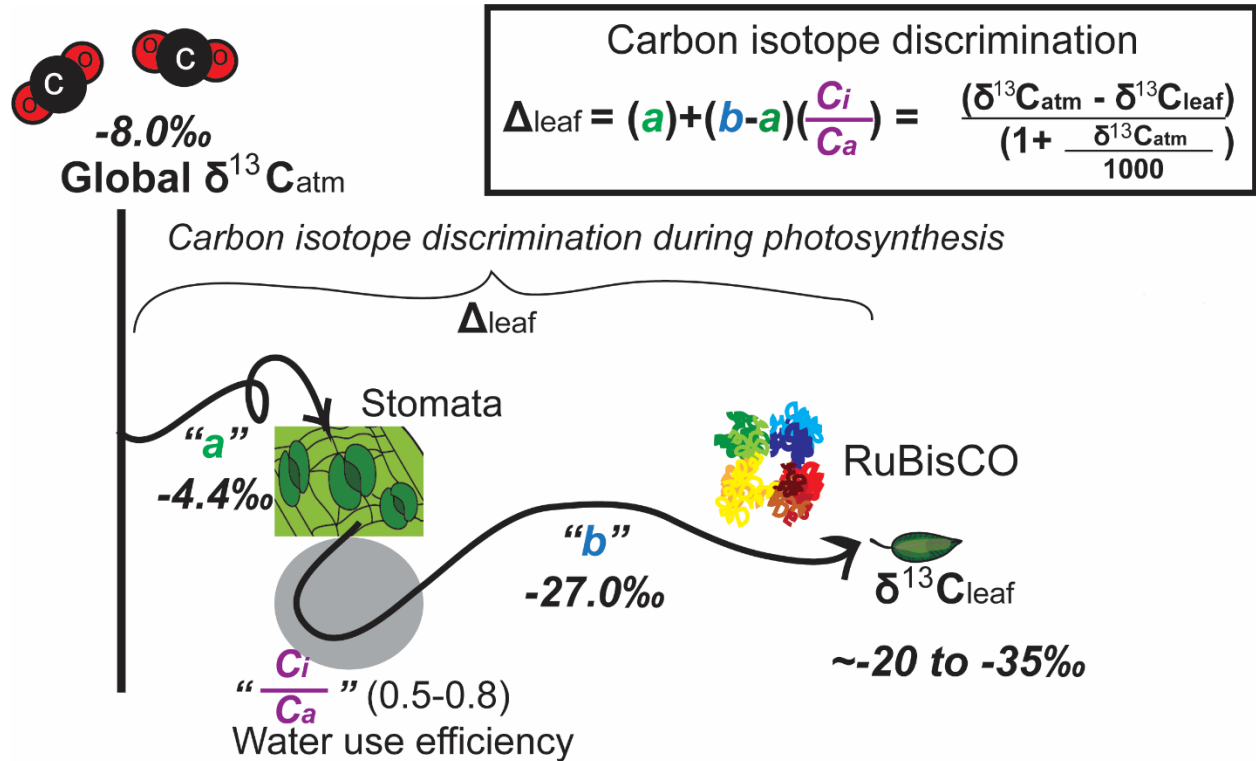 O C O
O C O
-8.0‰
Global δ¹³Catm
Carbon isotope discrimination
Δleaf = (a)+(b-a)(Ci/Ca) = (δ¹³Catm - δ¹³Cleaf)/(1+ δ¹³Catm/1000)
Carbon isotope discrimination during photosynthesis
Δleaf
Stomata
“a”
-4.4‰
RuBisCO
“b”
-27.0‰
δ¹³Cleaf
~-20 to -35‰
“Ci/Ca” (0.5-0.8)
Water use efficiency